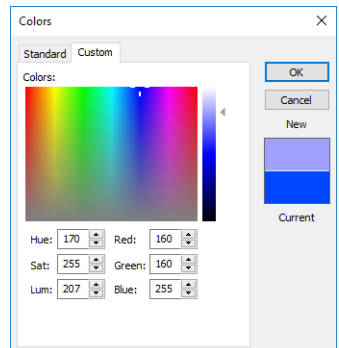 Colors
Standard Custom
Colors:
OK
Cancel
New
Current
Hue: 170 Red: 160
Sat: 255 Green: 160
Lum: 207 Blue: 255